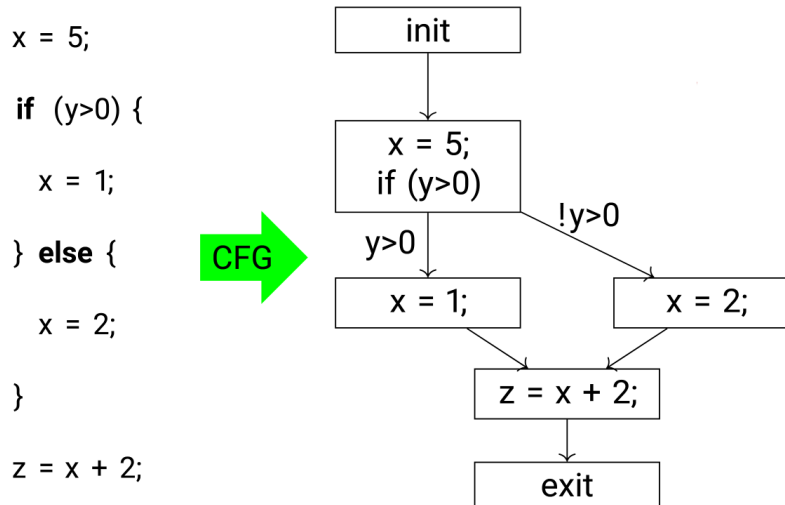 x = 5;
if (y>0) {
x = 1;
} else {
x = 2;
}
z = x + 2;
CFG
init
x = 5;
if (y>0)
y>0
!y>0
x = 1;
x = 2;
z = x + 2;
exit